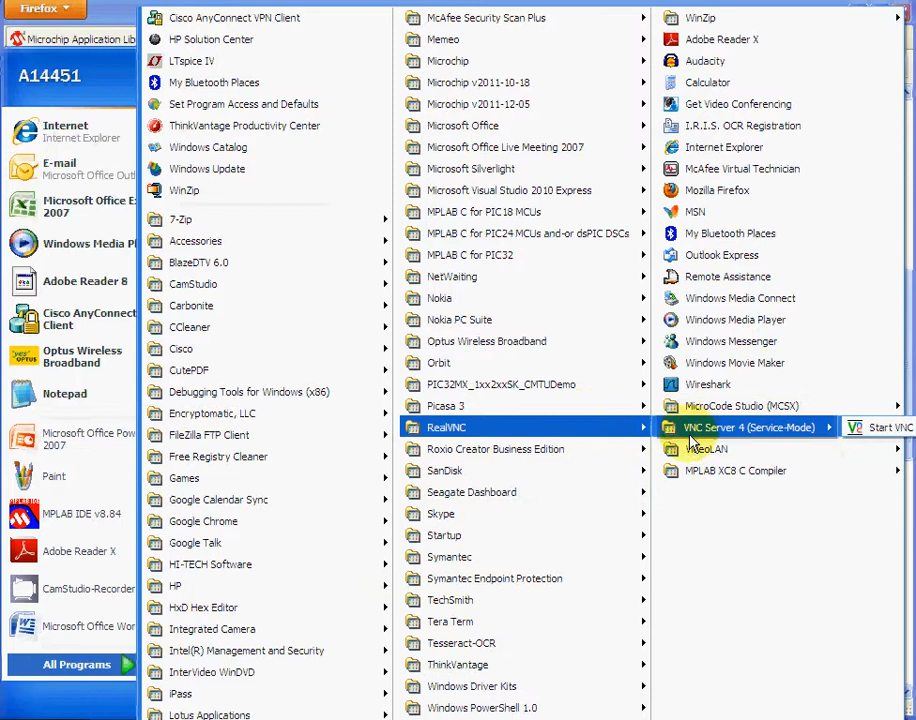 Firefox
Microchip Application Lib
A14451
Internet
Internet Explorer
E-mail
Microsoft Office Outl
Microsoft Office E
2007
Windows Media P
Adobe Reader 8
Cisco AnyConnect
Client
yes
OPTUS
Optus Wireless
Broadband
Notepad
Microsoft Office Po
2007
Paint
MPLAB IDE v8.84
Adobe Reader X
CamStudio-Recorder
Microsoft Office Wor
All Programs
Cisco AnyConnect VPN Client
HP Solution Center
LTspice IV
My Bluetooth Places
Set Program Access and Defaults
ThinkVantage Productivity Center
Windows Catalog
Windows Update
WinZip
7-Zip
Accessories
BlazeDTV 6.0
CamStudio
Carbonite
CCleaner
Cisco
CutePDF
Debugging Tools for Windows (x86)
Encryptomatic, LLC
FileZilla FTP Client
Free Registry Cleaner
Games
Google Calendar Sync
Google Chrome
Google Talk
HI-TECH Software
HP
HxD Hex Editor
Integrated Camera
Intel(R) Management and Security
InterVideo WinDVD
iPass
Lotus Applications
McAfee Security Scan Plus
Memeo
Microchip
Microchip v2011-10-18
Microchip v2011-12-05
Microsoft Office
Microsoft Office Live Meeting 2007
Microsoft Silverlight
Microsoft Visual Studio 2010 Express
MPLAB C for PIC18 MCUs
MPLAB C for PIC24 MCUs and-or dsPIC DSCs
MPLAB C for PIC32
NetWaiting
Nokia
Nokia PC Suite
Optus Wireless Broadband
Orbit
PIC32MX_1xx2xxSK_CMTUDemo
Picasa 3
RealVNC
Roxio Creator Business Edition
SanDisk
Seagate Dashboard
Skype
Startup
Symantec
Symantec Endpoint Protection
TechSmith
Tera Term
Tesseract-OCR
ThinkVantage
Windows Driver Kits
Windows PowerShell 1.0
WinZip
Adobe Reader X
Audacity
Calculator
Get Video Conferencing
I.R.I.S. OCR Registration
Internet Explorer
McAfee Virtual Technician
Mozilla Firefox
MSN
My Bluetooth Places
Outlook Express
Remote Assistance
Windows Media Connect
Windows Media Player
Windows Messenger
Windows Movie Maker
Wireshark
MicroCode Studio (MCSX)
VNC Server 4 (Service-Mode)
VideoLAN
MPLAB XC8 C Compiler
Start VNC